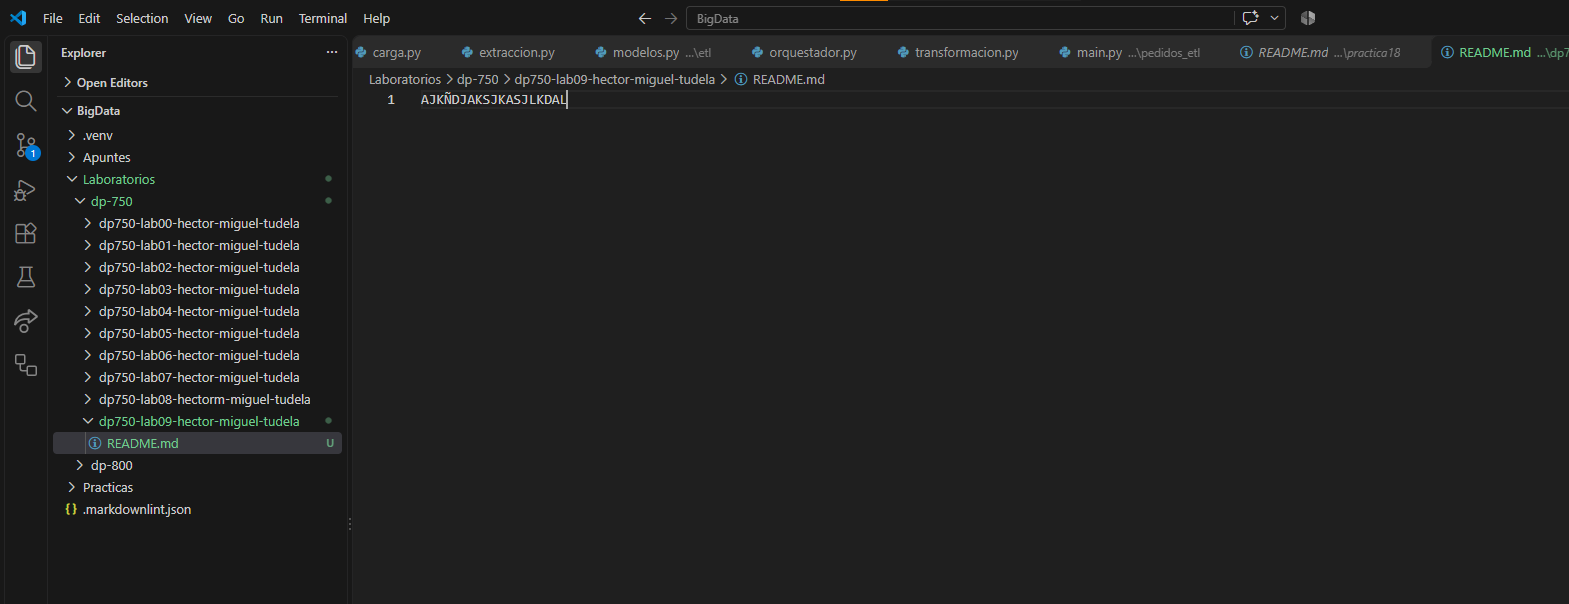 File Edit Selection View Go Run Terminal Help
BigData
Explorer
Open Editors
BigData
.venv
Apuntes
Laboratorios
dp-750
dp750-lab00-hector-miguel-tudela
dp750-lab01-hector-miguel-tudela
dp750-lab02-hector-miguel-tudela
dp750-lab03-hector-miguel-tudela
dp750-lab04-hector-miguel-tudela
dp750-lab05-hector-miguel-tudela
dp750-lab06-hector-miguel-tudela
dp750-lab07-hector-miguel-tudela
dp750-lab08-hectorm-miguel-tudela
dp750-lab09-hector-miguel-tudela
README.md U
dp-800
Practicas
{} .markdownlint.json
1
carga.py extraccion.py modelos.py ...\etl orquestador.py transformacion.py main.py ...\pedidos_etl README.md ...\practica18 README.md ...\dp7
Laboratorios > dp-750 > dp750-lab09-hector-miguel-tudela > README.md
1 AJKÑDJAKSJKASJLKDAL